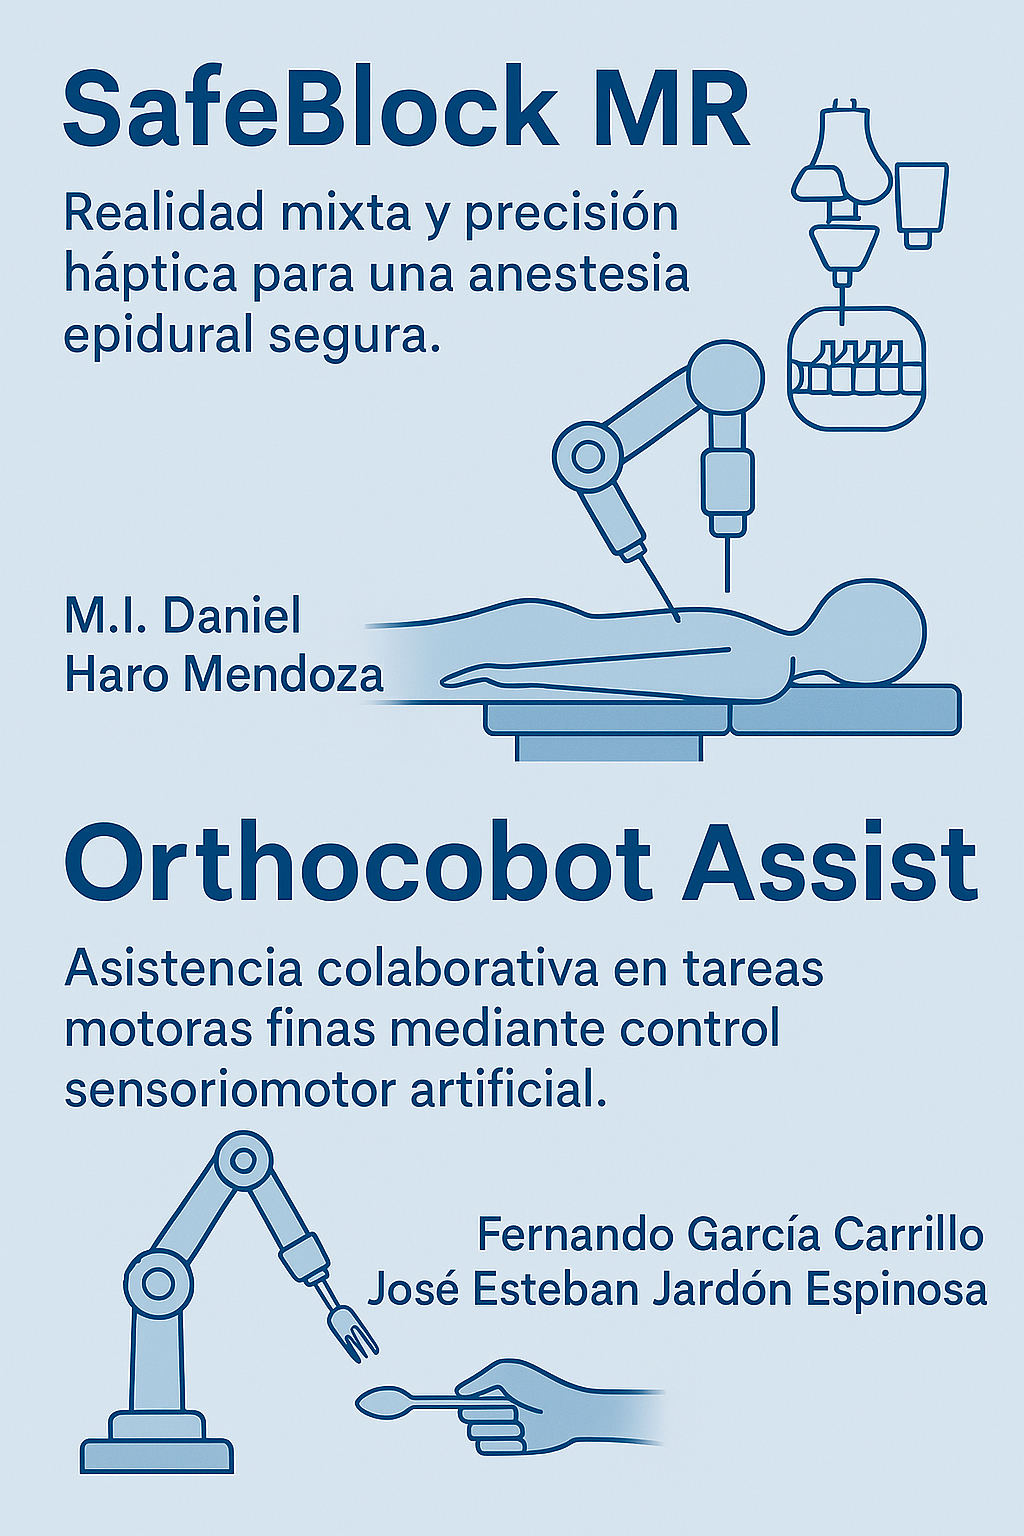 SafeBlock MR
Realidad mixta y precisión
háptica para una anestesia
epidural segura.
M.I. Daniel
Haro Mendoza
Orthocobot Assist
Asistencia colaborativa en tareas
motoras finas mediante control
sensoriomotor artificial.
Fernando García Carrillo
José Esteban Jardón Espinosa